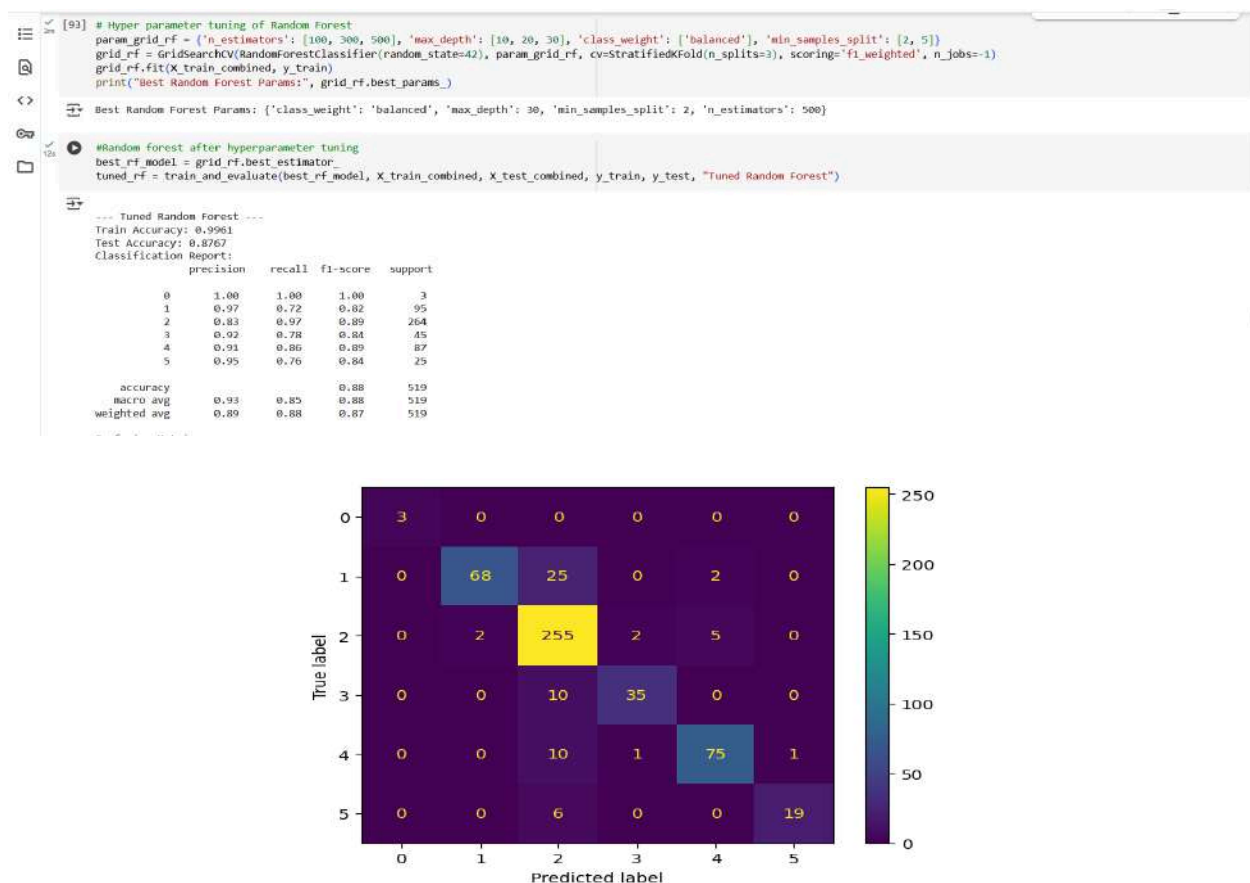 [93] # Hyper parameter tuning of Random Forest
param_grid_rf = {'n_estimators': [100, 300, 500], 'max_depth': [10, 20, 30], 'class_weight': ['balanced'], 'min_samples_split': [2, 5]}
grid_rf = GridSearchCV(RandomForestClassifier(random_state=42), param_grid_rf, cv=StratifiedKFold(n_splits=3), scoring='f1_weighted', n_jobs=-1)
grid_rf.fit(X_train_combined, y_train)
print("Best Random Forest Params:", grid_rf.best_params_)
2m
Best Random Forest Params: {'class_weight': 'balanced', 'max_depth': 30, 'min_samples_split': 2, 'n_estimators': 500}
#Random forest after hyperparameter tuning
12s
best_rf_model = grid_rf.best_estimator_
tuned_rf = train_and_evaluate(best_rf_model, X_train_combined, X_test_combined, y_train, y_test, "Tuned Random Forest")
--- Tuned Random Forest ---
Train Accuracy: 0.9961
Test Accuracy: 0.8767
Classification Report:
precision recall f1-score support
0 1.00 1.00 1.00 3
1 0.97 0.72 0.82 95
2 0.83 0.97 0.89 264
3 0.92 0.78 0.84 45
4 0.91 0.86 0.89 87
5 0.95 0.76 0.84 25
accuracy 0.88 519
macro avg 0.93 0.85 0.88 519
weighted avg 0.89 0.88 0.87 519
0 3 0 0 0 0 0
1 0 68 25 0 2 0
2 0 2 255 2 5 0
3 0 0 10 35 0 0
4 0 0 10 1 75 1
5 0 0 6 0 0 19
0 1 2 3 4 5
True label
Predicted label
250
200
150
100
50
0